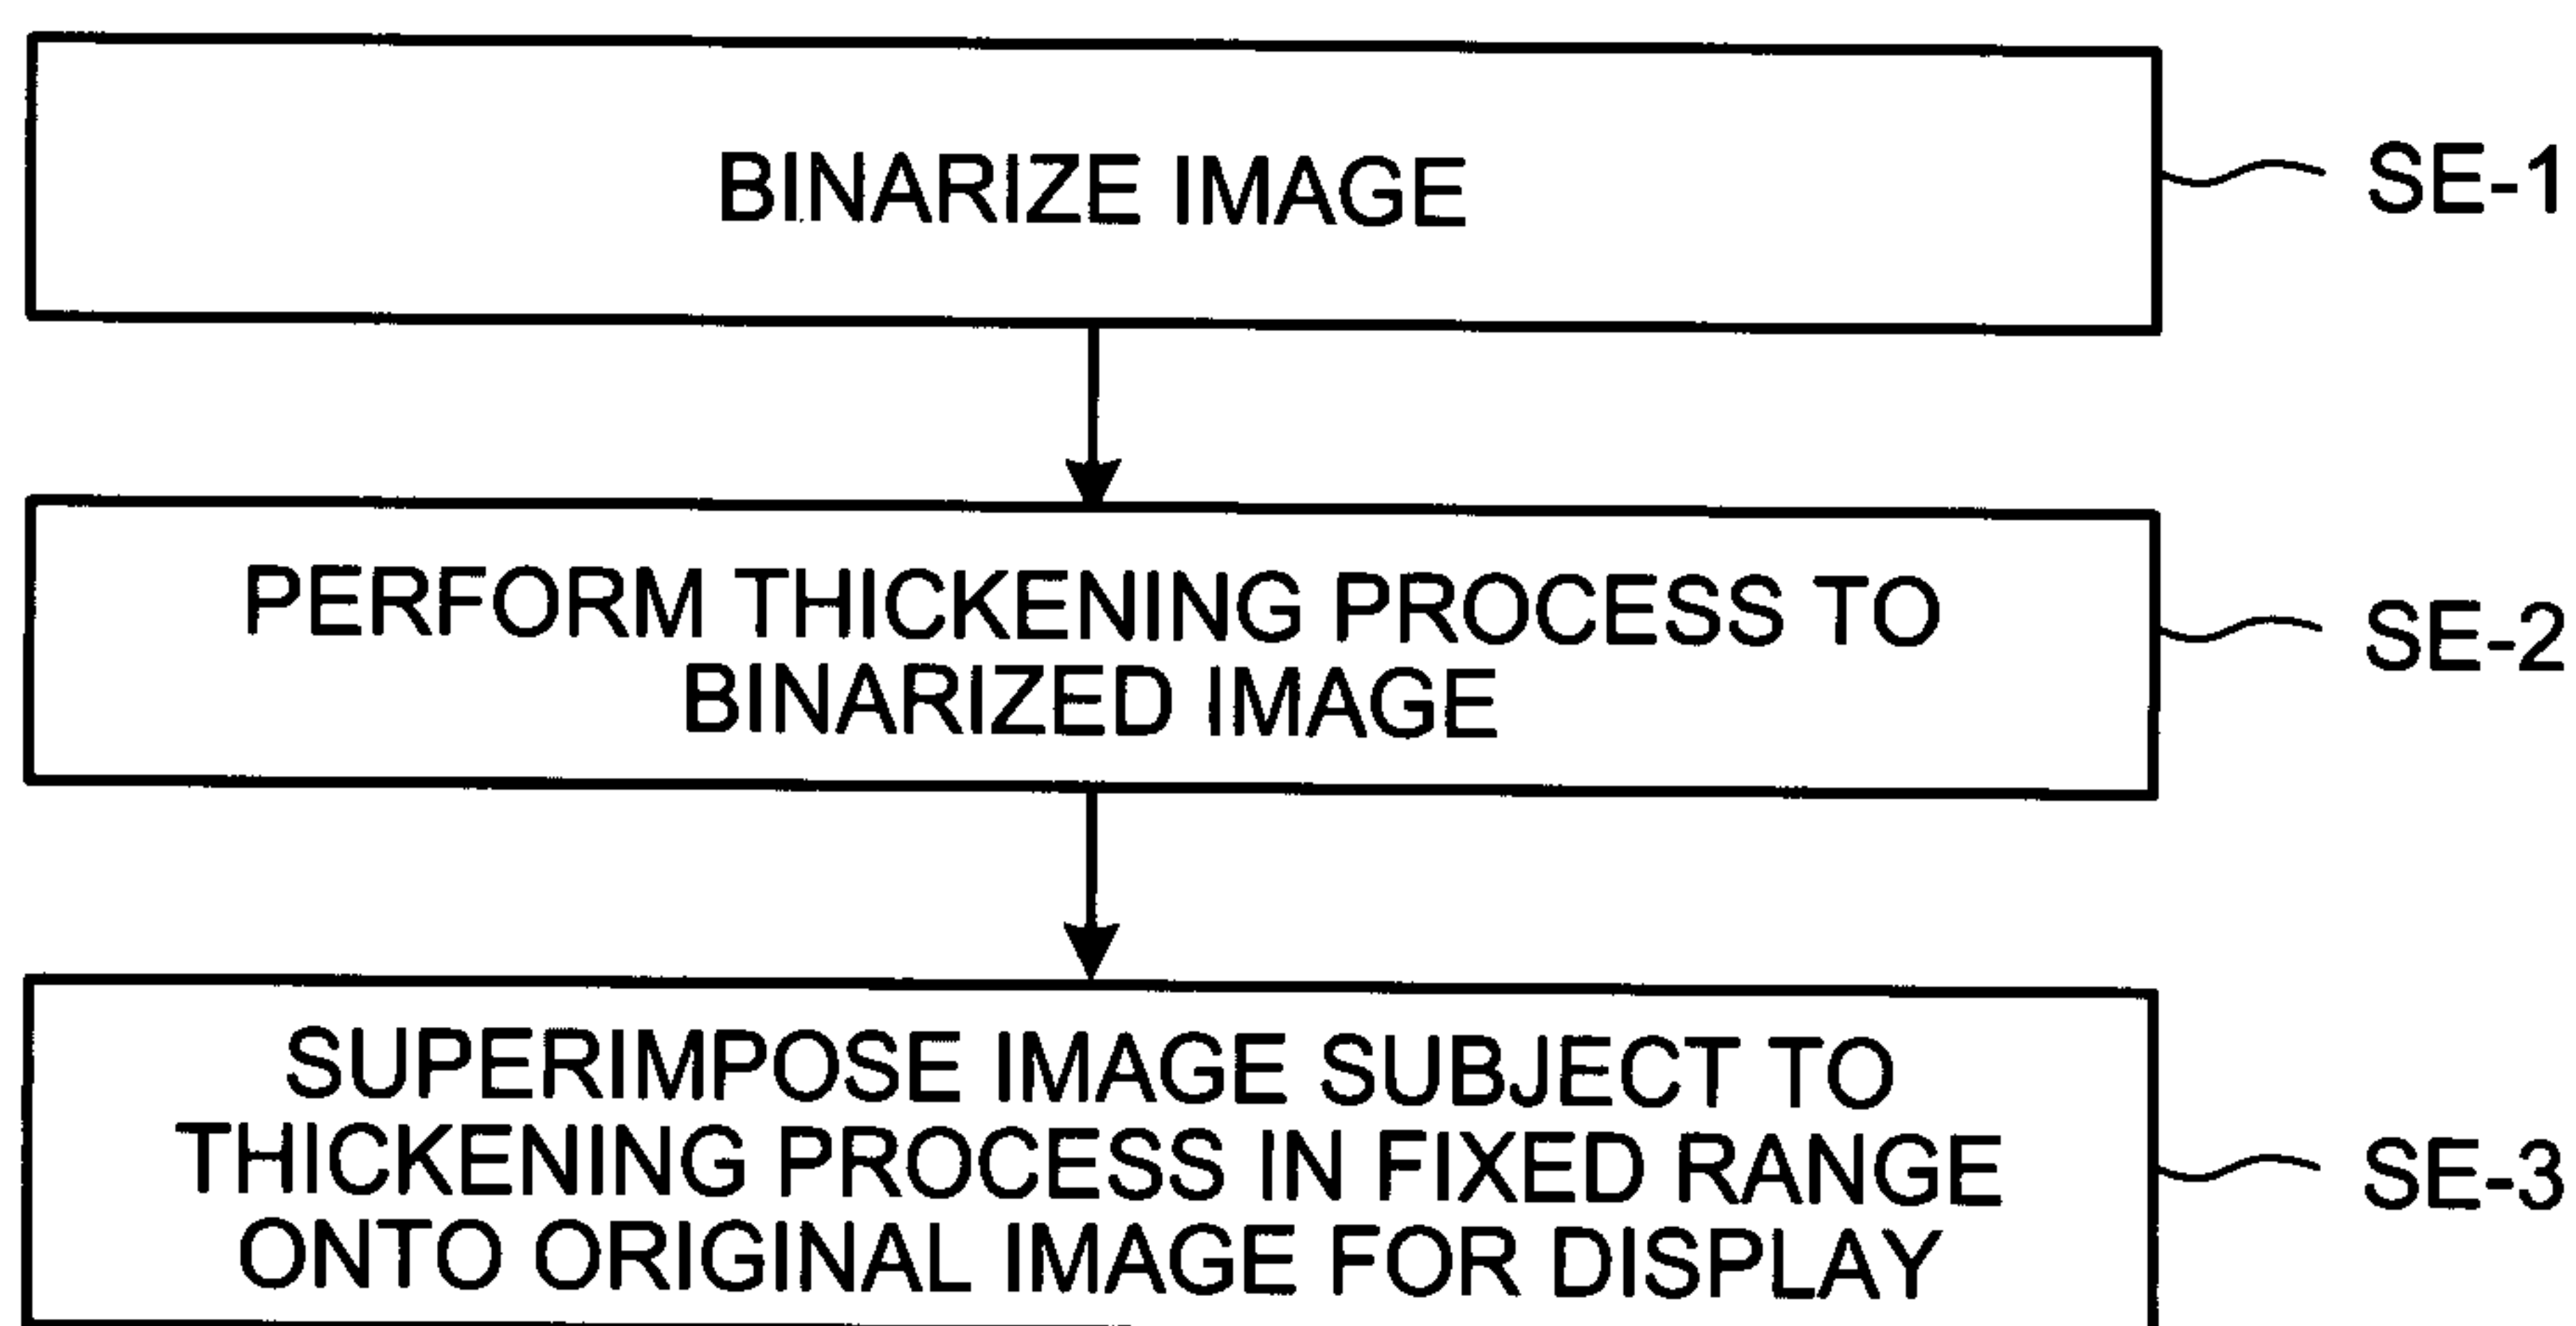 BINARIZE IMAGE
SE-1
PERFORM THICKENING PROCESS TO
BINARIZED IMAGE
SE-2
SUPERIMPOSE IMAGE SUBJECT TO
THICKENING PROCESS IN FIXED RANGE
ONTO ORIGINAL IMAGE FOR DISPLAY
SE-3